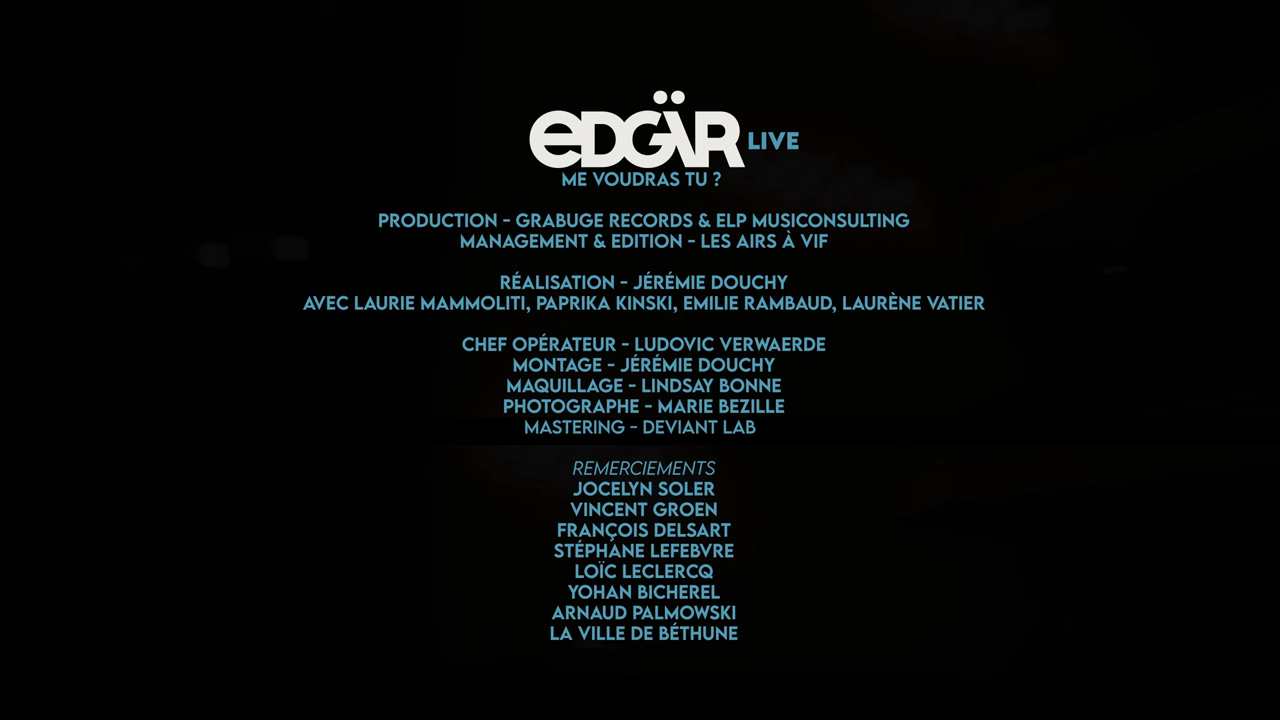 EDGÄR LIVE
ME VOUDRAS TU ?
PRODUCTION - GRABUGE RECORDS & ELP MUSICONSULTING
MANAGEMENT & EDITION - LES AIRS À VIF
RÉALISATION - JÉRÉMIE DOUCHY
AVEC LAURIE MAMMOLITI, PAPRIKA KINSKI, EMILIE RAMBAUD, LAURÈNE VATIER
CHEF OPÉRATEUR - LUDOVIC VERWAERDE
MONTAGE - JÉRÉMIE DOUCHY
MAQUILLAGE - LINDSAY BONNE
PHOTOGRAPHE - MARIE BEZILLE
MASTERING - DEVIANT LAB
REMERCIEMENTS
JOCELYN SOLER
VINCENT GROEN
FRANÇOIS DELSART
STÉPHANE LEFEBVRE
LOÏC LECLERCQ
YOHAN BICHEREL
ARNAUD PALMOWSKI
LA VILLE DE BÉTHUNE